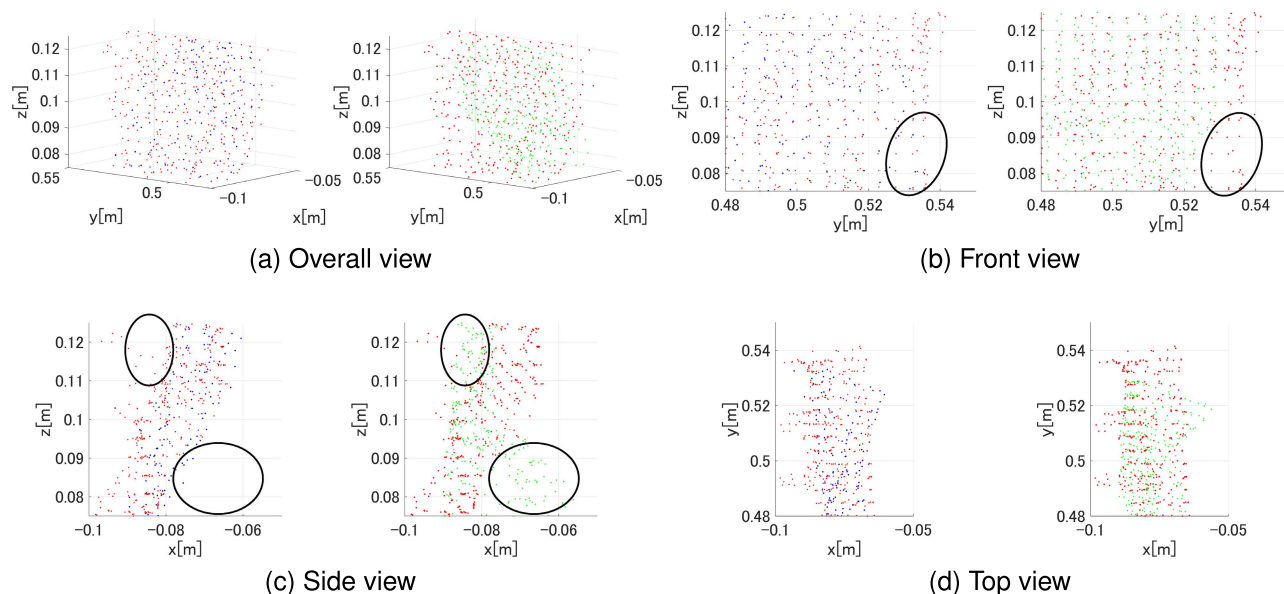 0.12
0.11
0.1
0.09
0.08
z[m]
0.55
0.5
y[m]
−0.1
−0.05
x[m]
0.12
0.11
0.1
0.09
0.08
z[m]
0.55
0.5
y[m]
−0.1
−0.05
x[m]
(a) Overall view
0.12
0.11
0.1
0.09
0.08
z[m]
0.48 0.5 0.52 0.54
y[m]
0.12
0.11
0.1
0.09
0.08
z[m]
0.48 0.5 0.52 0.54
y[m]
(b) Front view
0.12
0.11
0.1
0.09
0.08
z[m]
−0.1 −0.08 −0.06
x[m]
0.12
0.11
0.1
0.09
0.08
z[m]
−0.1 −0.08 −0.06
x[m]
(c) Side view
0.54
0.52
0.5
0.48
y[m]
−0.1 −0.05
x[m]
0.54
0.52
0.5
0.48
y[m]
−0.1 −0.05
x[m]
(d) Top view